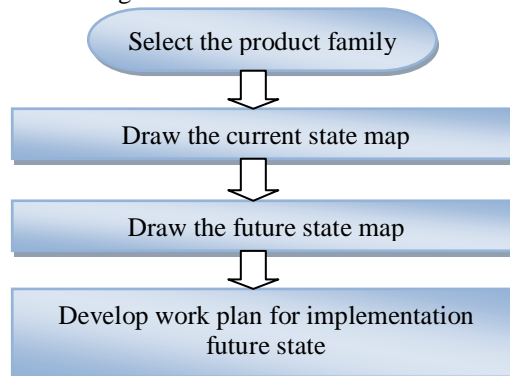 Select the product family
Draw the current state map
Draw the future state map
Develop work plan for implementation
future state